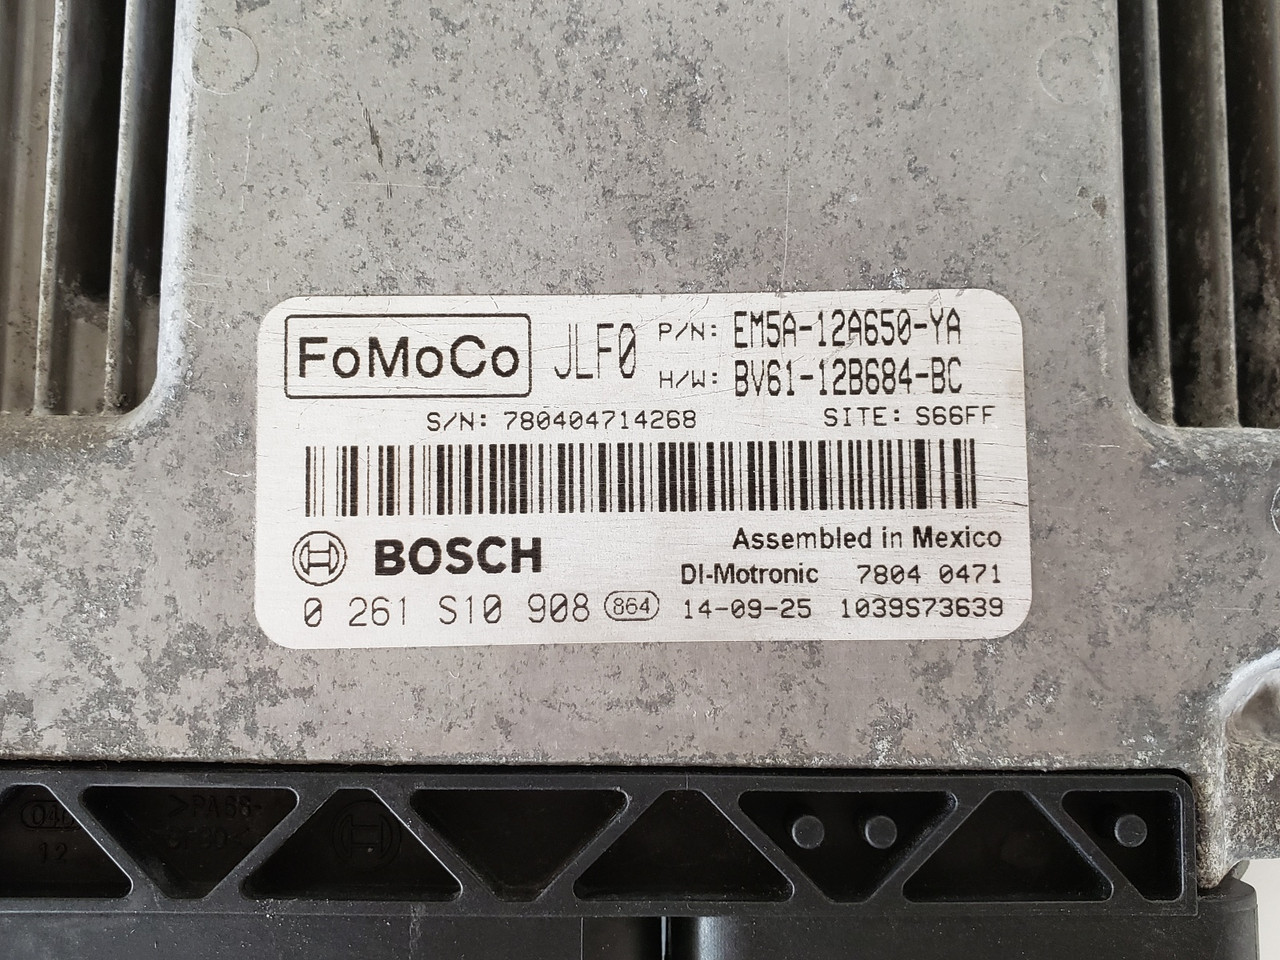 FoMoCo JLF0 P/N: EM5A-12A650-YA
H/W: BV61-12B684-BC
S/N: 780404714268 SITE: S66FF
Assembled in Mexico
BOSCH
DI-Motronic 7804 0471
0 261 S10 908 864 14-09-25 1039S73639
12